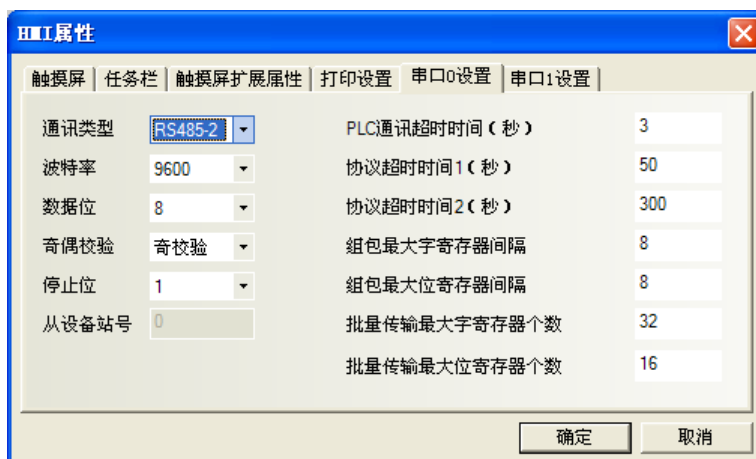 HMI属性
触摸屏 任务栏 触摸屏扩展属性 打印设置 串口0设置 串口1设置
通讯类型 RS485-2 PLC通讯超时时间(秒) 3
波特率 9600 协议超时时间1(秒) 50
数据位 8 协议超时时间2(秒) 300
奇偶校验 奇校验 组包最大字寄存器间隔 8
停止位 1 组包最大位寄存器间隔 8
从设备站号 0 批量传输最大字寄存器个数 32
批量传输最大位寄存器个数 16
确定 取消